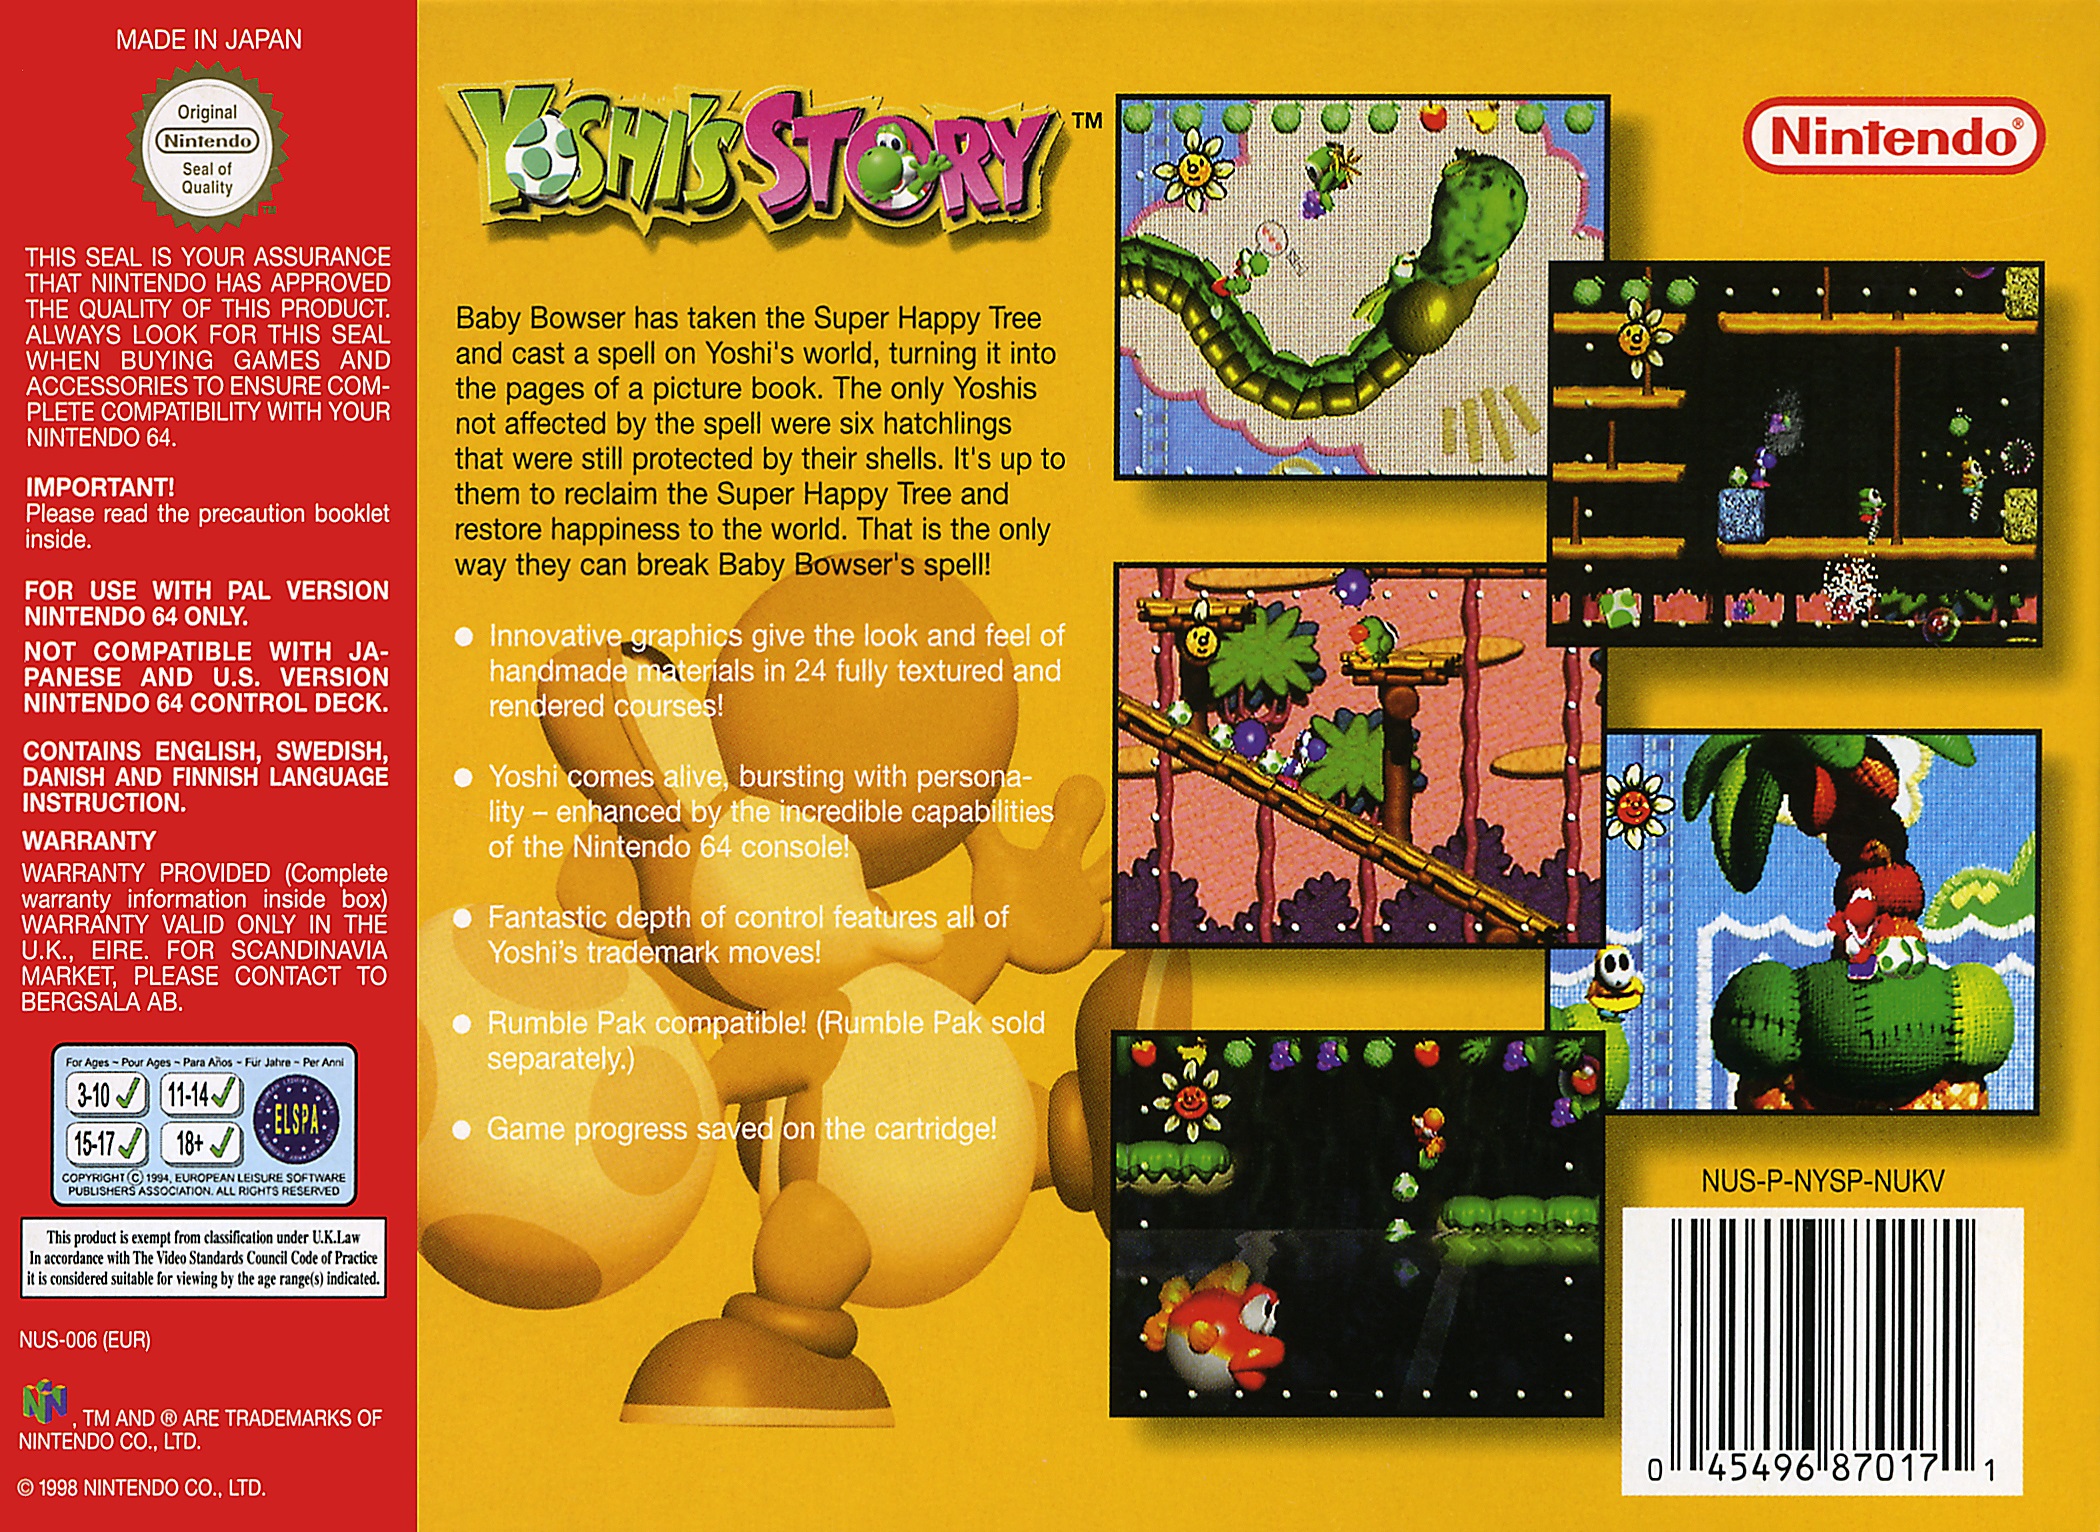 MADE IN JAPAN
Original
Nintendo
Seal of
Quality
TM
THIS SEAL IS YOUR ASSURANCE
THAT NINTENDO HAS APPROVED
THE QUALITY OF THIS PRODUCT.
ALWAYS LOOK FOR THIS SEAL
WHEN BUYING GAMES AND
ACCESSORIES TO ENSURE COM-
PLETE COMPATIBILITY WITH YOUR
NINTENDO 64.
IMPORTANT!
Please read the precaution booklet
inside.
FOR USE WITH PAL VERSION
NINTENDO 64 ONLY.
NOT COMPATIBLE WITH JA-
PANESE AND U.S. VERSION
NINTENDO 64 CONTROL DECK.
CONTAINS ENGLISH, SWEDISH,
DANISH AND FINNISH LANGUAGE
INSTRUCTION.
WARRANTY
WARRANTY PROVIDED (Complete
warranty information inside box)
WARRANTY VALID ONLY IN THE
U.K., EIRE. FOR SCANDINAVIA
MARKET, PLEASE CONTACT TO
BERGSALA AB.
For Ages ~ Pour Ages ~ Para Años ~ Für Jahre ~ Per Anni
3-10 11-14
15-17 18+
ELSPA
COPYRIGHT © 1994, EUROPEAN LEISURE SOFTWARE
PUBLISHERS ASSOCIATION. ALL RIGHTS RESERVED
This product is exempt from classification under U.K.Law
In accordance with The Video Standards Council Code of Practice
it is considered suitable for viewing by the age range(s) indicated.
NUS-006 (EUR)
, TM AND ® ARE TRADEMARKS OF
NINTENDO CO., LTD.
© 1998 NINTENDO CO., LTD.
YOSHI'S STORY™
Baby Bowser has taken the Super Happy Tree
and cast a spell on Yoshi's world, turning it into
the pages of a picture book. The only Yoshis
not affected by the spell were six hatchlings
that were still protected by their shells. It's up to
them to reclaim the Super Happy Tree and
restore happiness to the world. That is the only
way they can break Baby Bowser's spell!
● Innovative graphics give the look and feel of
handmade materials in 24 fully textured and
rendered courses!
● Yoshi comes alive, bursting with persona-
lity – enhanced by the incredible capabilities
of the Nintendo 64 console!
● Fantastic depth of control features all of
Yoshi's trademark moves!
● Rumble Pak compatible! (Rumble Pak sold
separately.)
● Game progress saved on the cartridge!
Nintendo®
NUS-P-NYSP-NUKV
0 45496 87017 1